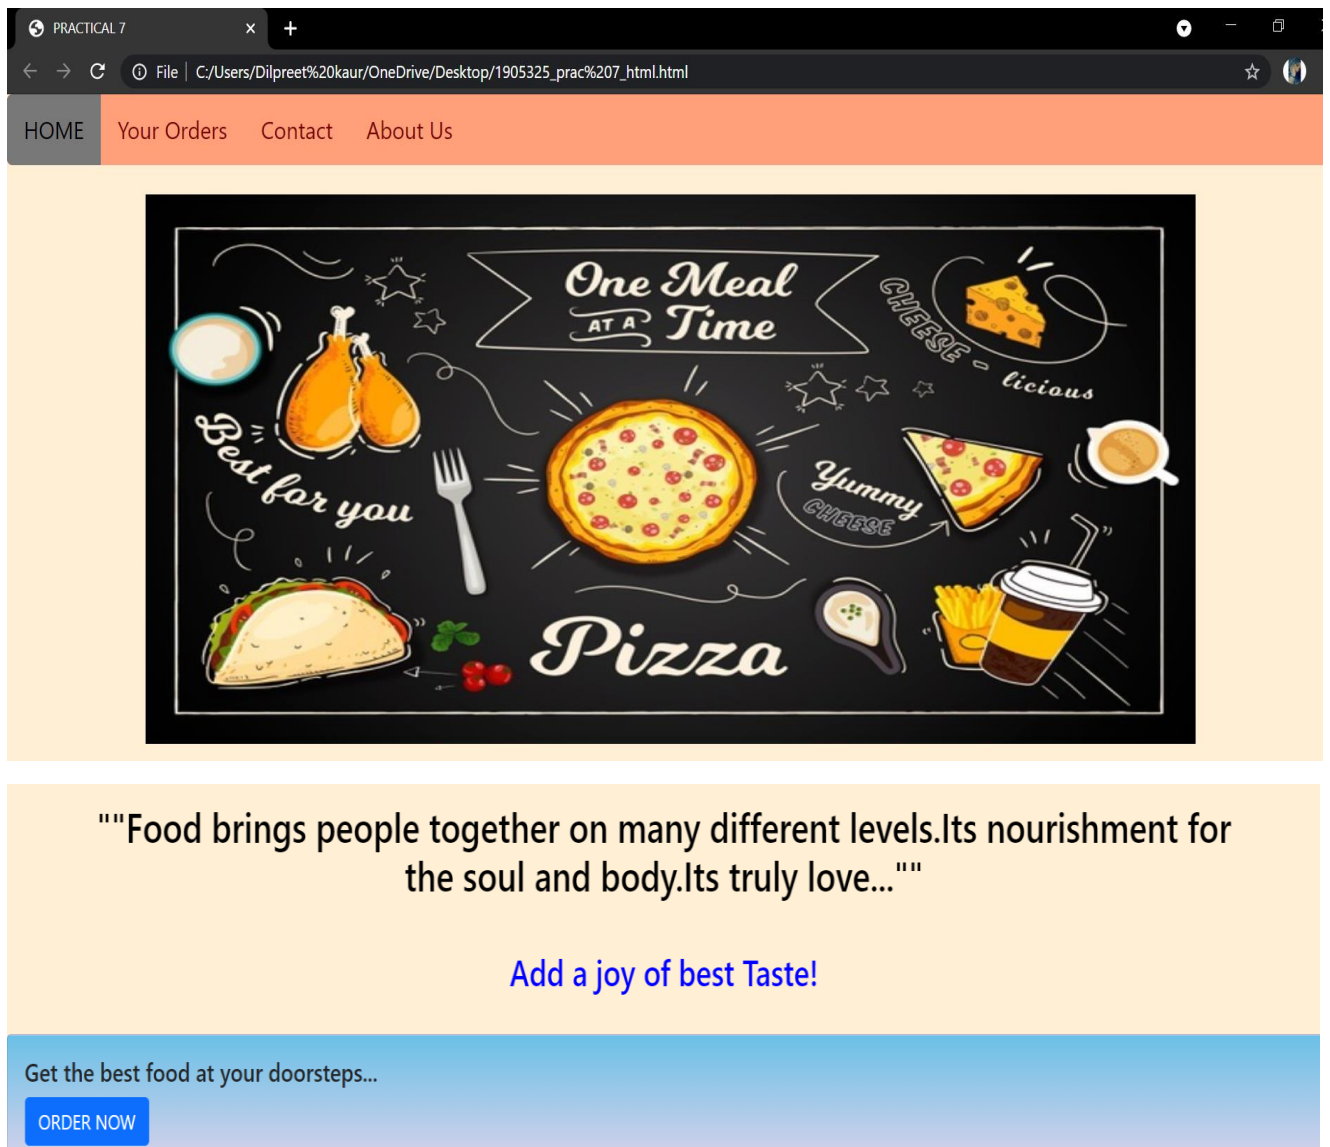 PRACTICAL 7
File | C:/Users/Dilpreet%20kaur/OneDrive/Desktop/1905325_prac%207_html.html
HOME Your Orders Contact About Us
One Meal
AT A Time
CHEESE -
licious
Best for you
Yummy
CHEESE
Pizza
""Food brings people together on many different levels.Its nourishment for
the soul and body.Its truly love...""
Add a joy of best Taste!
Get the best food at your doorsteps...
ORDER NOW